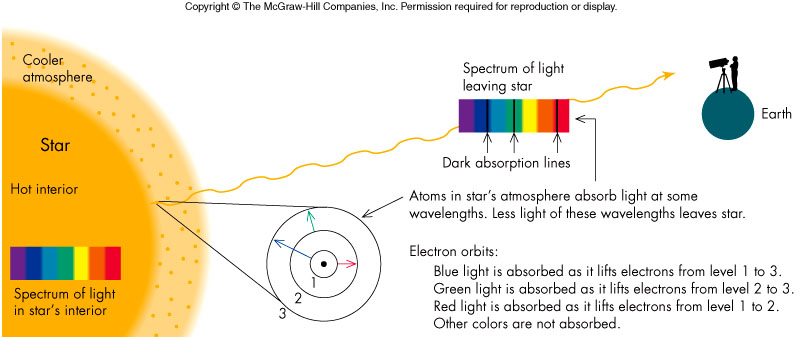 Copyright © The McGraw-Hill Companies, Inc. Permission required for reproduction or display.
Cooler
atmosphere
Star
Hot interior
Spectrum of light
in star's interior
1
2
3
Spectrum of light
leaving star
Dark absorption lines
Earth
Atoms in star's atmosphere absorb light at some
wavelengths. Less light of these wavelengths leaves star.
Electron orbits:
Blue light is absorbed as it lifts electrons from level 1 to 3.
Green light is absorbed as it lifts electrons from level 2 to 3.
Red light is absorbed as it lifts electrons from level 1 to 2.
Other colors are not absorbed.